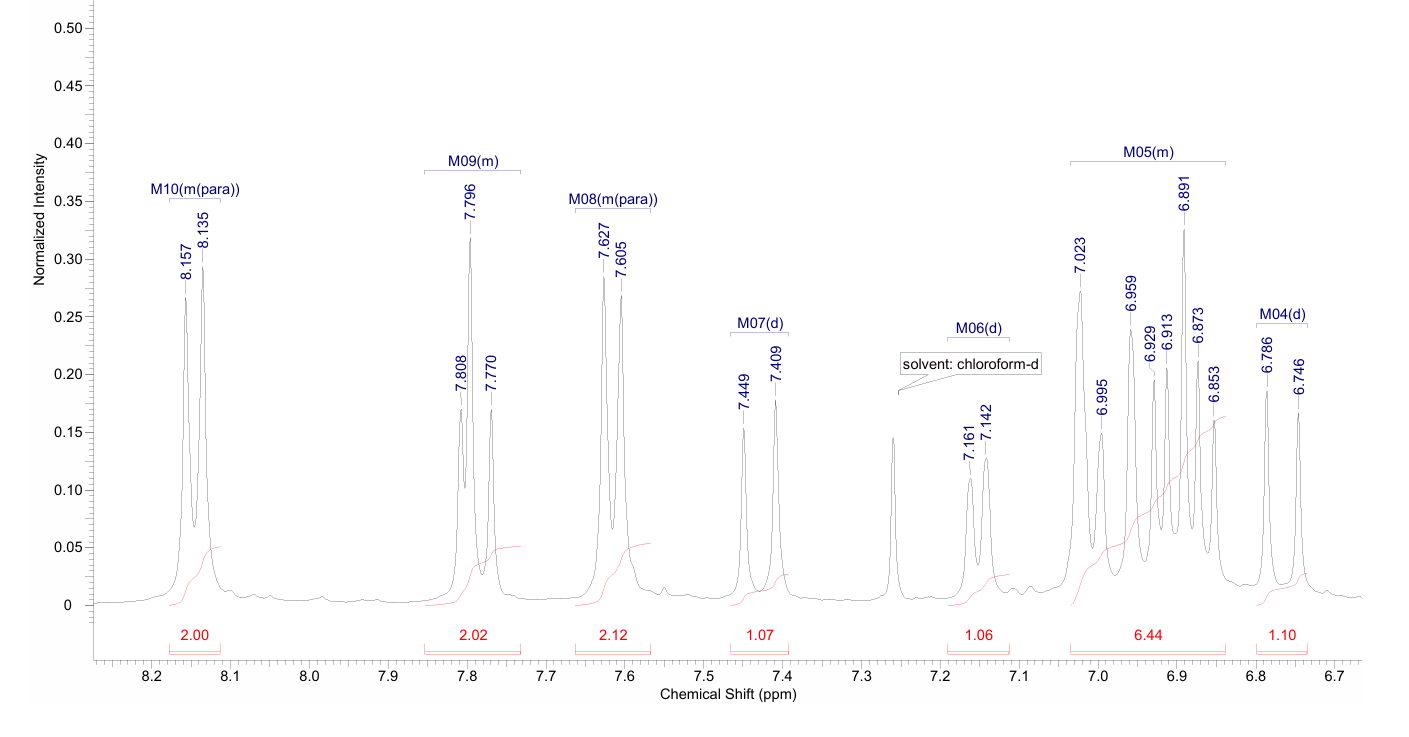 0.50
0.45
0.40
0.35
0.30
0.25
0.20
0.15
0.10
0.05
0
Normalized Intensity
M10(m(para))
8.157
8.135
M09(m)
7.808
7.796
7.770
M08(m(para))
7.627
7.605
M07(d)
7.449
7.409
solvent: chloroform-d
M06(d)
7.161
7.142
M05(m)
7.023
6.995
6.959
6.929
6.913
6.891
6.873
6.853
M04(d)
6.786
6.746
2.00 2.02 2.12 1.07 1.06 6.44 1.10
8.2 8.1 8.0 7.9 7.8 7.7 7.6 7.5 7.4 7.3 7.2 7.1 7.0 6.9 6.8 6.7
Chemical Shift (ppm)